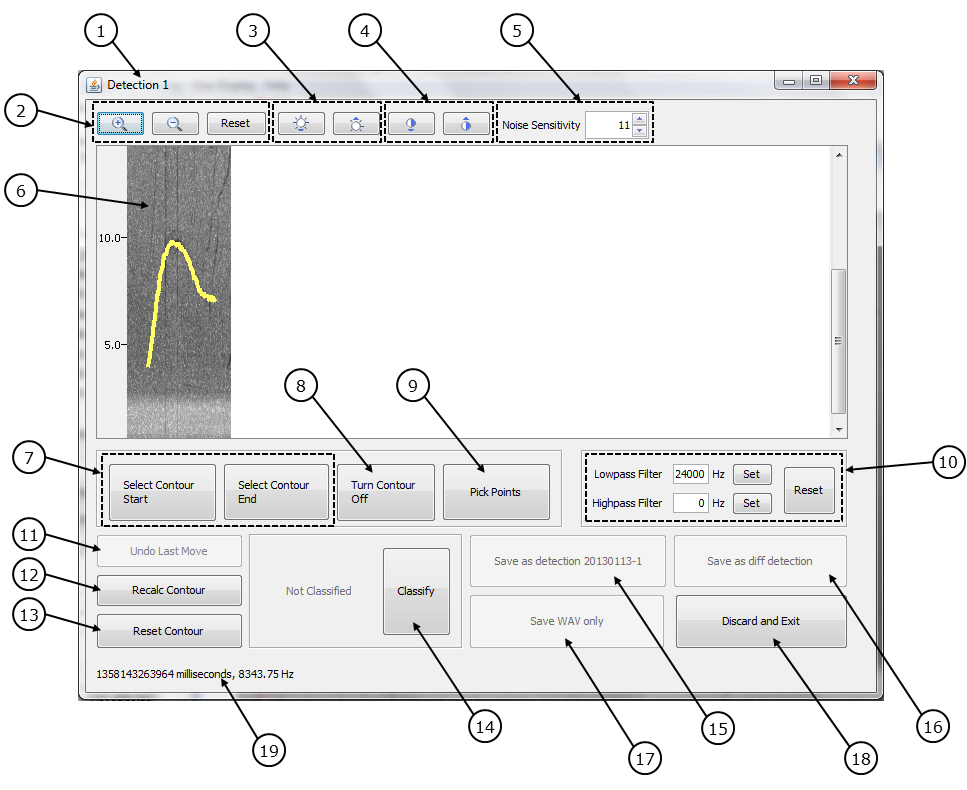 1
3
4
5
Detection 1
2
Reset
Noise Sensitivity 11
6
10.0
5.0
8
9
7
Select Contour
Start
Select Contour
End
Turn Contour
Off
Pick Points
Lowpass Filter 24000 Hz Set
Highpass Filter 0 Hz Set
Reset
10
11
Undo Last Move
12
Recalc Contour
13
Reset Contour
Not Classified
Classify
Save as detection 20130113-1
Save as diff detection
Save WAV only
Discard and Exit
1358143263964 milliseconds, 8343.75 Hz
14
15
16
17
18
19